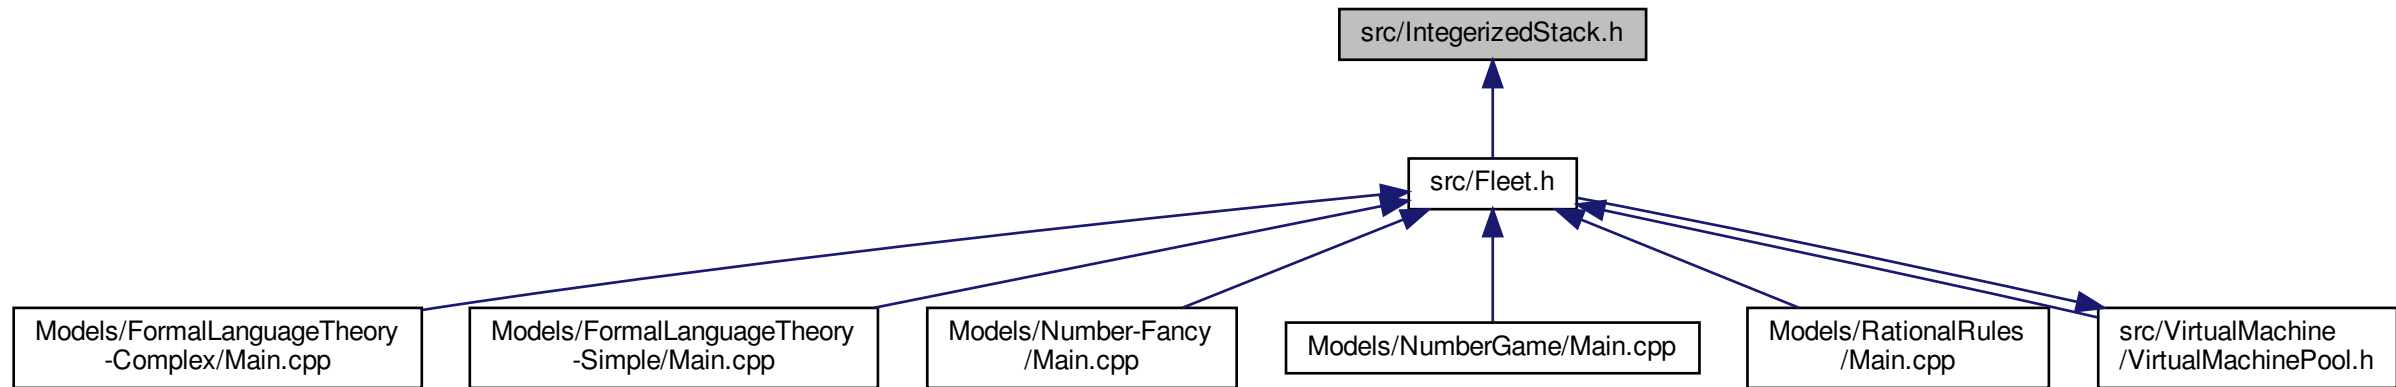 src/IntegerizedStack.h
src/Fleet.h
Models/FormalLanguageTheory
-Complex/Main.cpp
Models/FormalLanguageTheory
-Simple/Main.cpp
Models/Number-Fancy
/Main.cpp
Models/NumberGame/Main.cpp
Models/RationalRules
/Main.cpp
src/VirtualMachine
/VirtualMachinePool.h